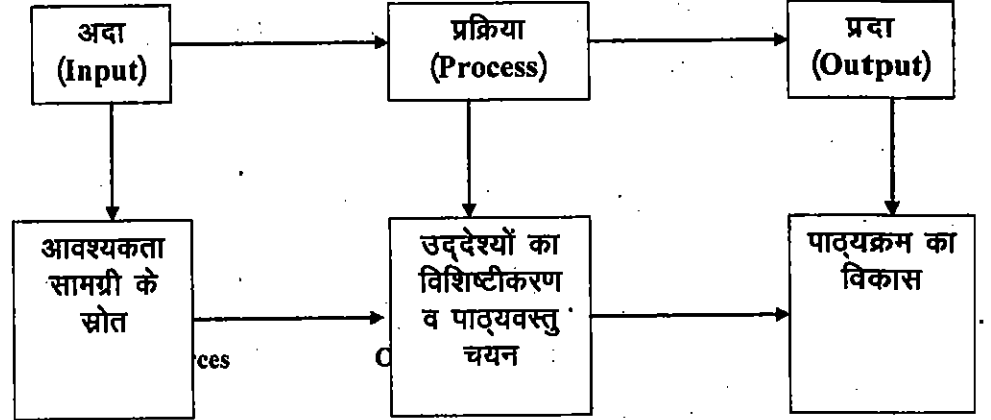 अदा
(Input)
प्रक्रिया
(Process)
प्रदा
(Output)
आवश्यकता
सामग्री के
स्रोत
उद्देश्यों का
विशिष्टीकरण
व पाठ्यवस्तु
चयन
पाठ्यक्रम का
विकास